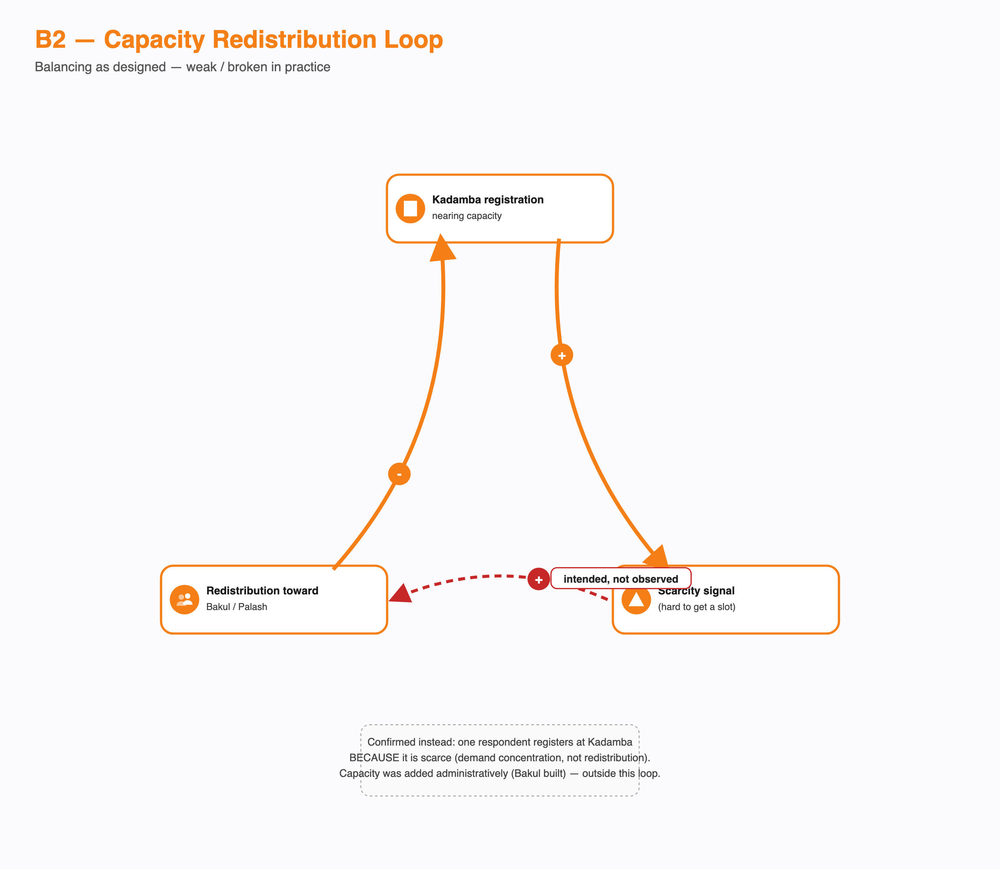 B2 — Capacity Redistribution Loop
Balancing as designed — weak / broken in practice
Kadamba registration
nearing capacity
+
-
+
intended, not observed
Redistribution toward
Bakul / Palash
Scarcity signal
(hard to get a slot)
Confirmed instead: one respondent registers at Kadamba
BECAUSE it is scarce (demand concentration, not redistribution).
Capacity was added administratively (Bakul built) — outside this loop.